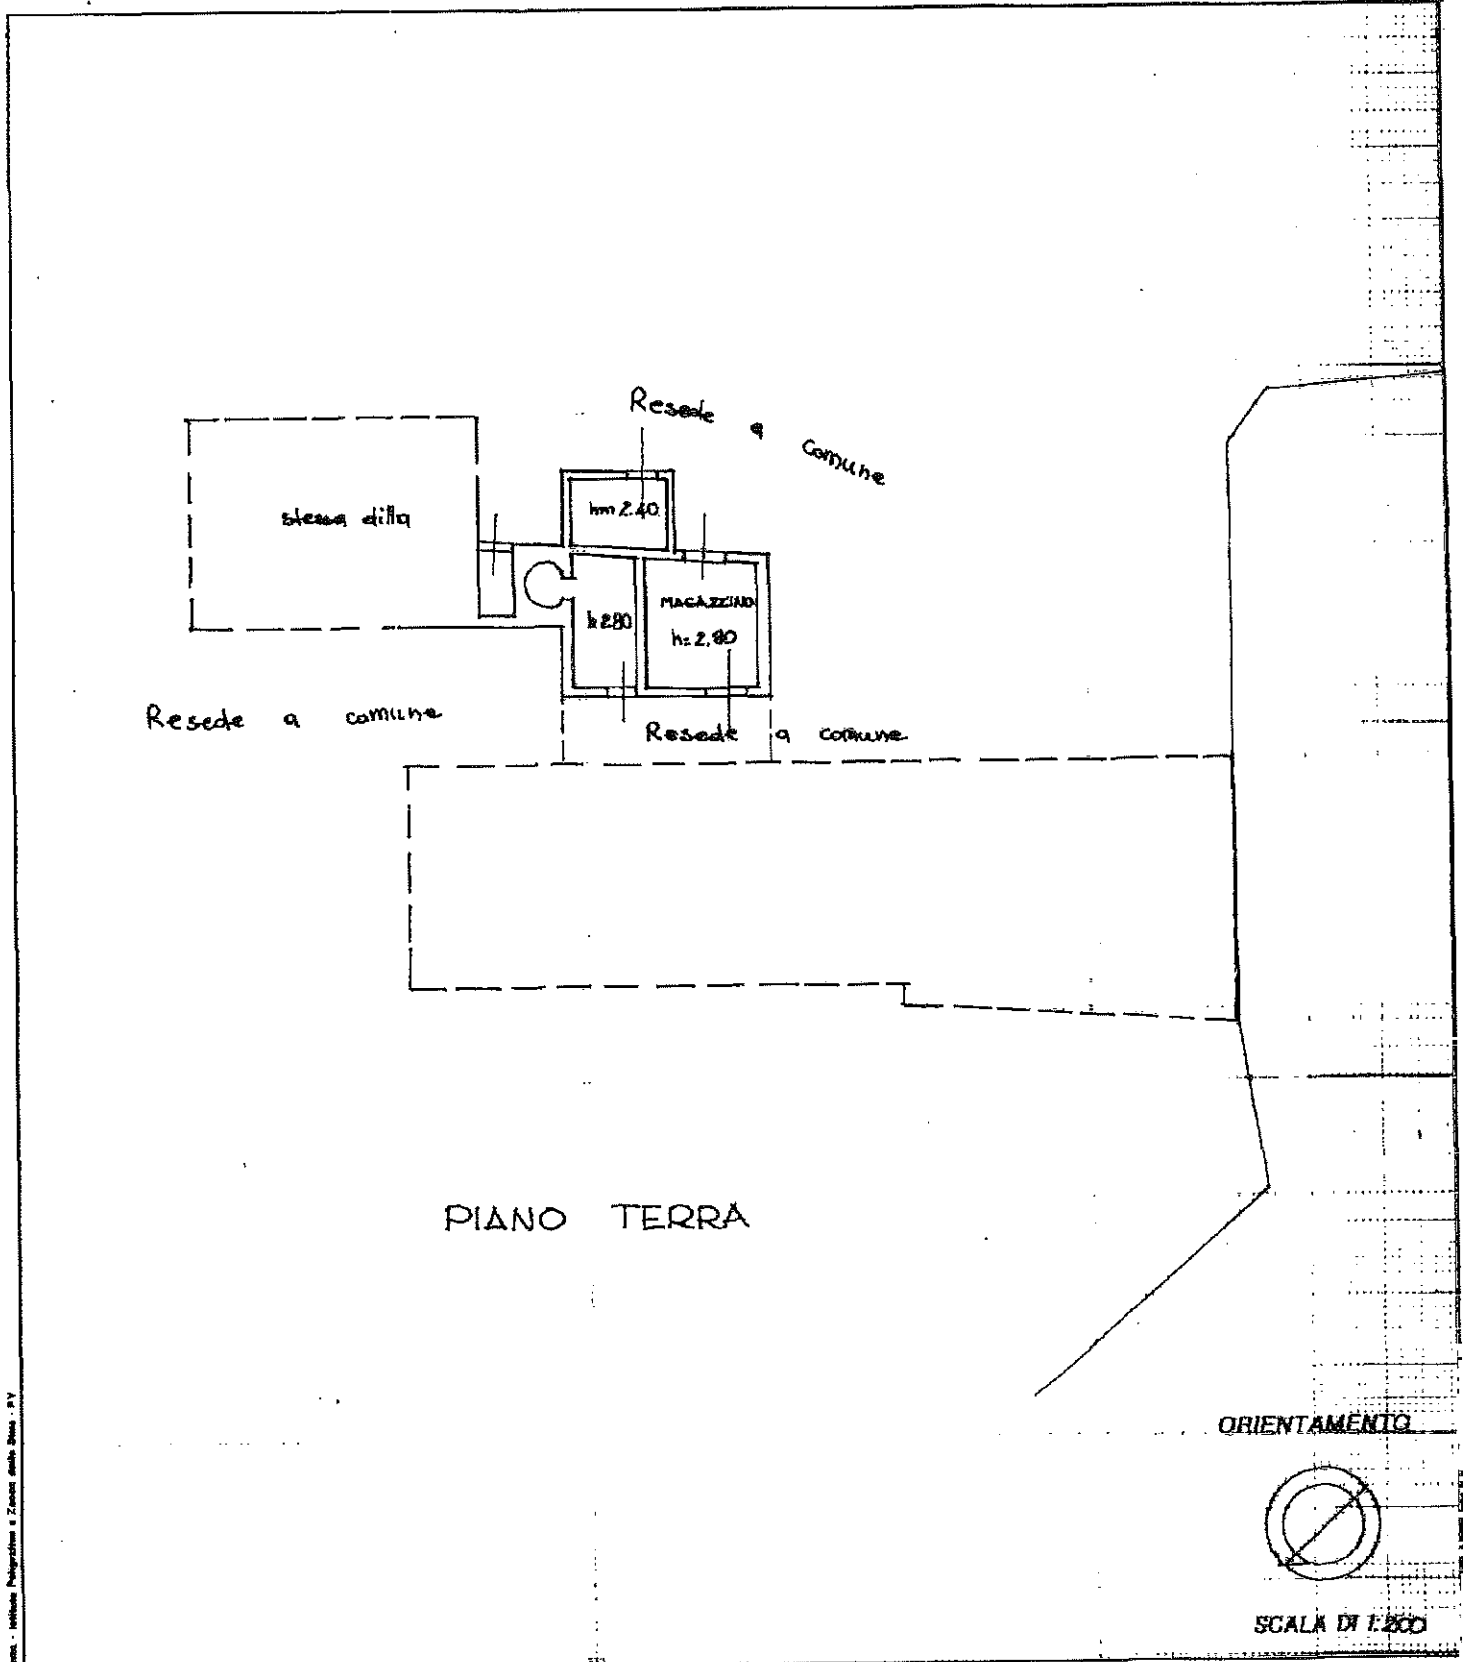 Resede a comune
stessa ditta
hm 2.40
MAGAZZINO
h 2.80
h= 2,80
Resede a comune
Resede a comune
PIANO TERRA
ORIENTAMENTO
SCALA DI 1:200